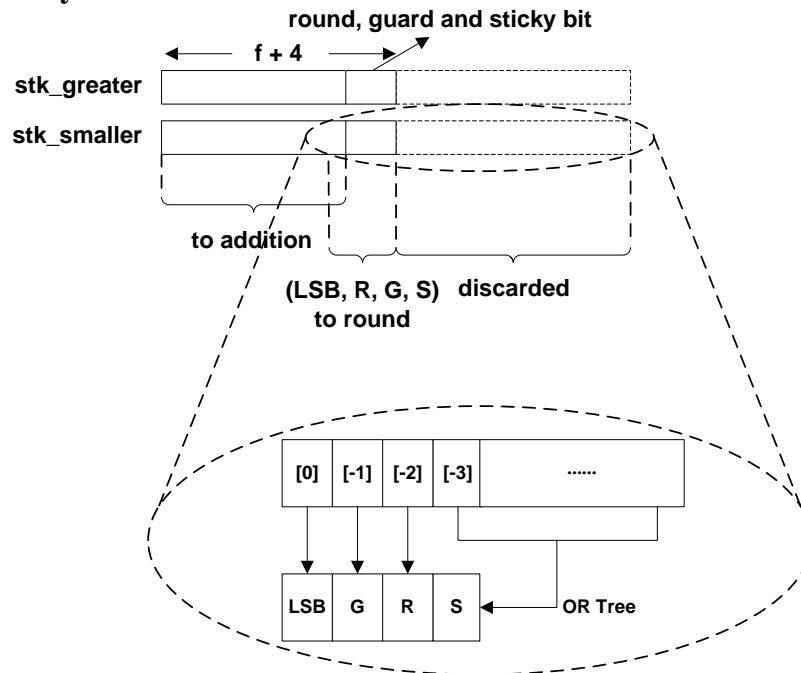 round, guard and sticky bit
f + 4
stk_greater
stk_smaller
to addition
(LSB, R, G, S)
to round
discarded
[0] [-1] [-2] [-3] ......
LSB G R S
OR Tree